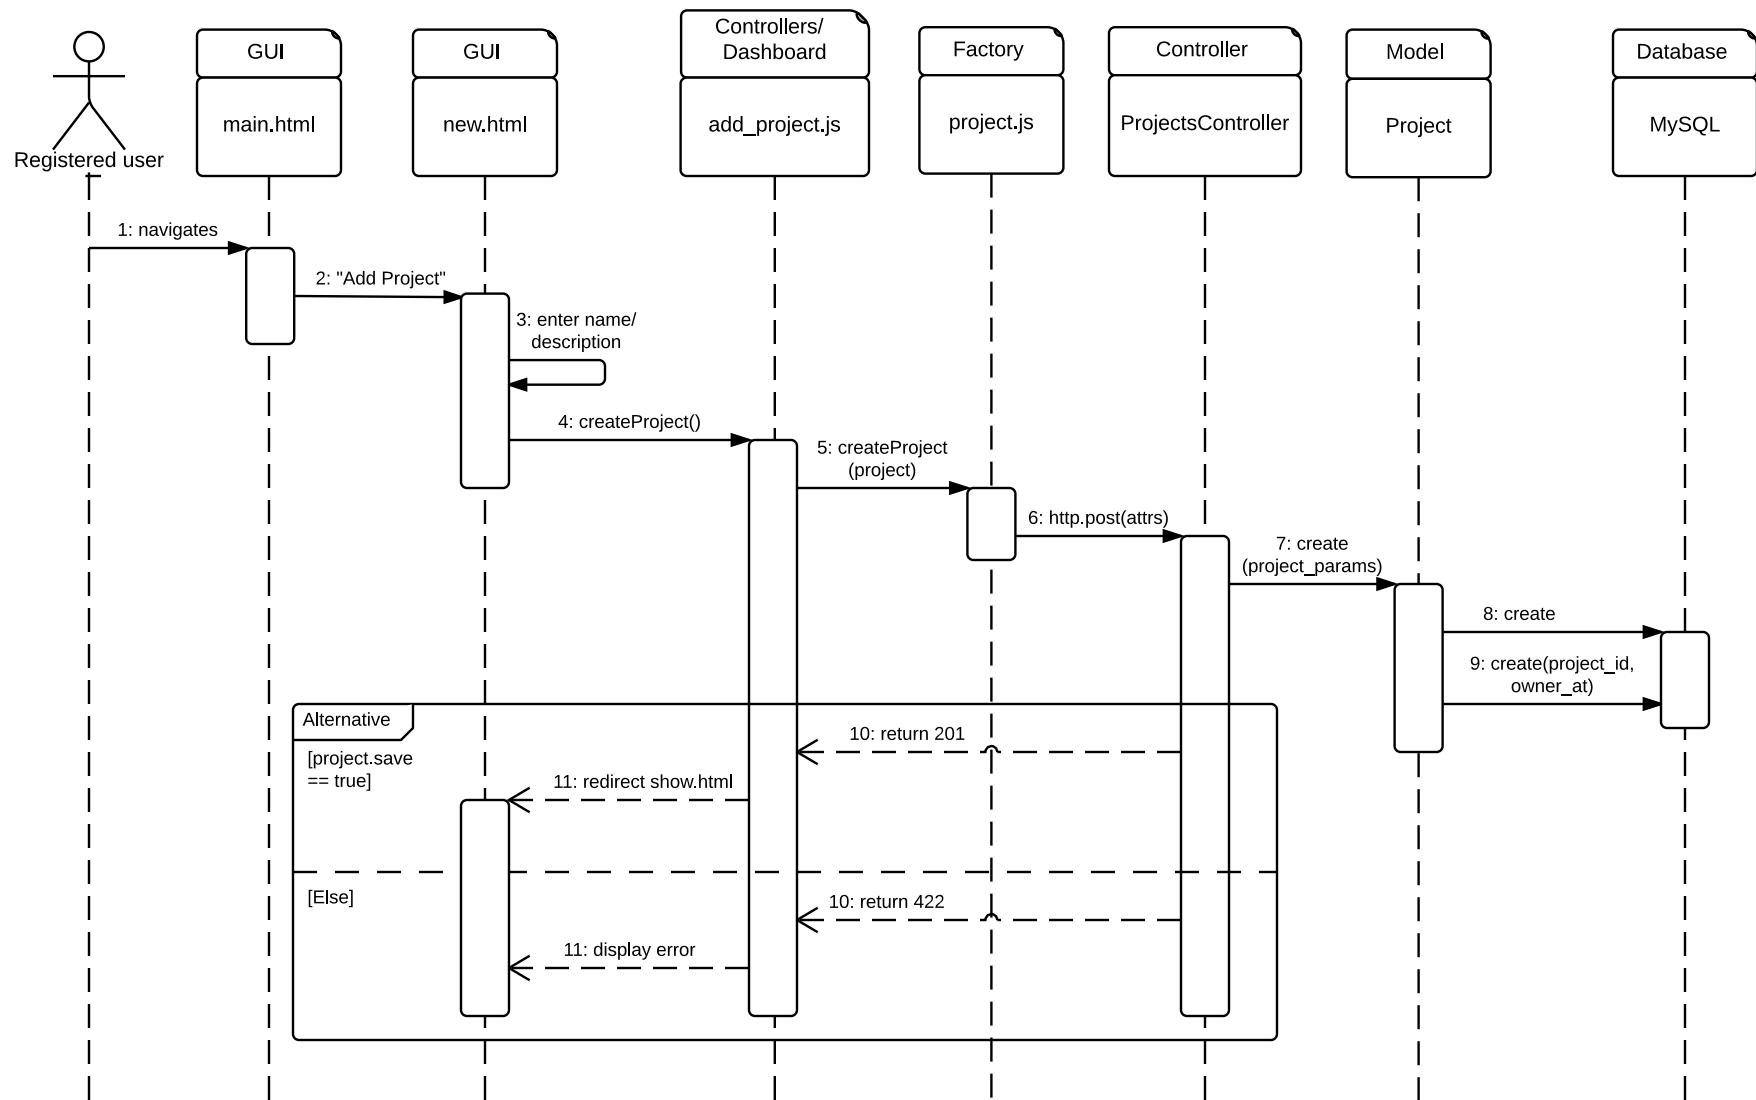 Registered user
GUI
main.html
GUI
new.html
Controllers/
Dashboard
add_project.js
Factory
project.js
Controller
ProjectsController
Model
Project
Database
MySQL
1: navigates
2: "Add Project"
3: enter name/
description
4: createProject()
5: createProject
(project)
6: http.post(attrs)
7: create
(project_params)
8: create
9: create(project_id,
owner_at)
Alternative
[project.save
== true]
10: return 201
11: redirect show.html
[Else]
10: return 422
11: display error